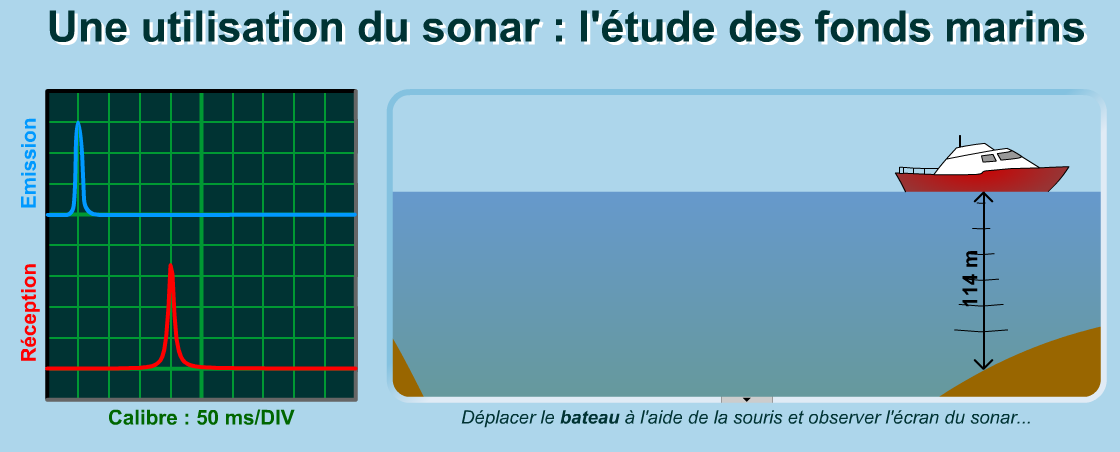 Une utilisation du sonar : l'étude des fonds marins
Emission
Réception
Calibre : 50 ms/DIV
114 m
Déplacer le bateau à l'aide de la souris et observer l'écran du sonar...